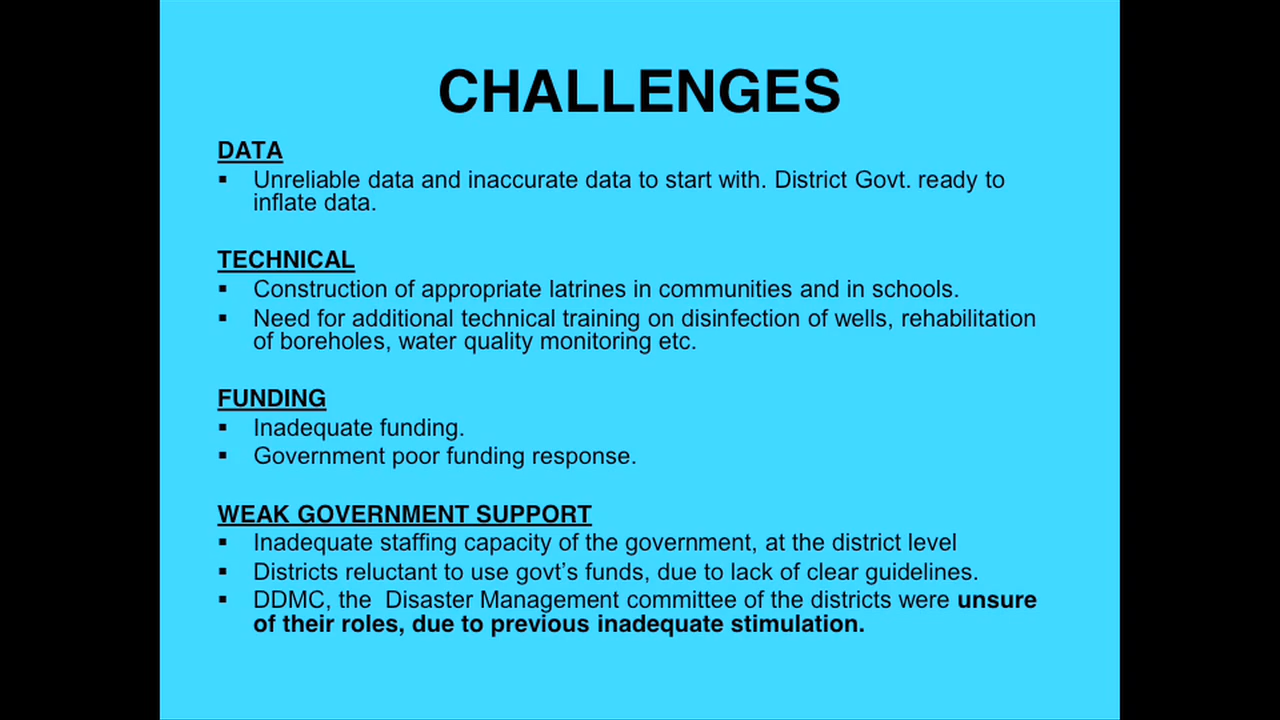 CHALLENGES
DATA
▪ Unreliable data and inaccurate data to start with. District Govt. ready to
inflate data.
TECHNICAL
▪ Construction of appropriate latrines in communities and in schools.
▪ Need for additional technical training on disinfection of wells, rehabilitation
of boreholes, water quality monitoring etc.
FUNDING
▪ Inadequate funding.
▪ Government poor funding response.
WEAK GOVERNMENT SUPPORT
▪ Inadequate staffing capacity of the government, at the district level
▪ Districts reluctant to use govt’s funds, due to lack of clear guidelines.
▪ DDMC, the  Disaster Management committee of the districts were unsure
of their roles, due to previous inadequate stimulation.